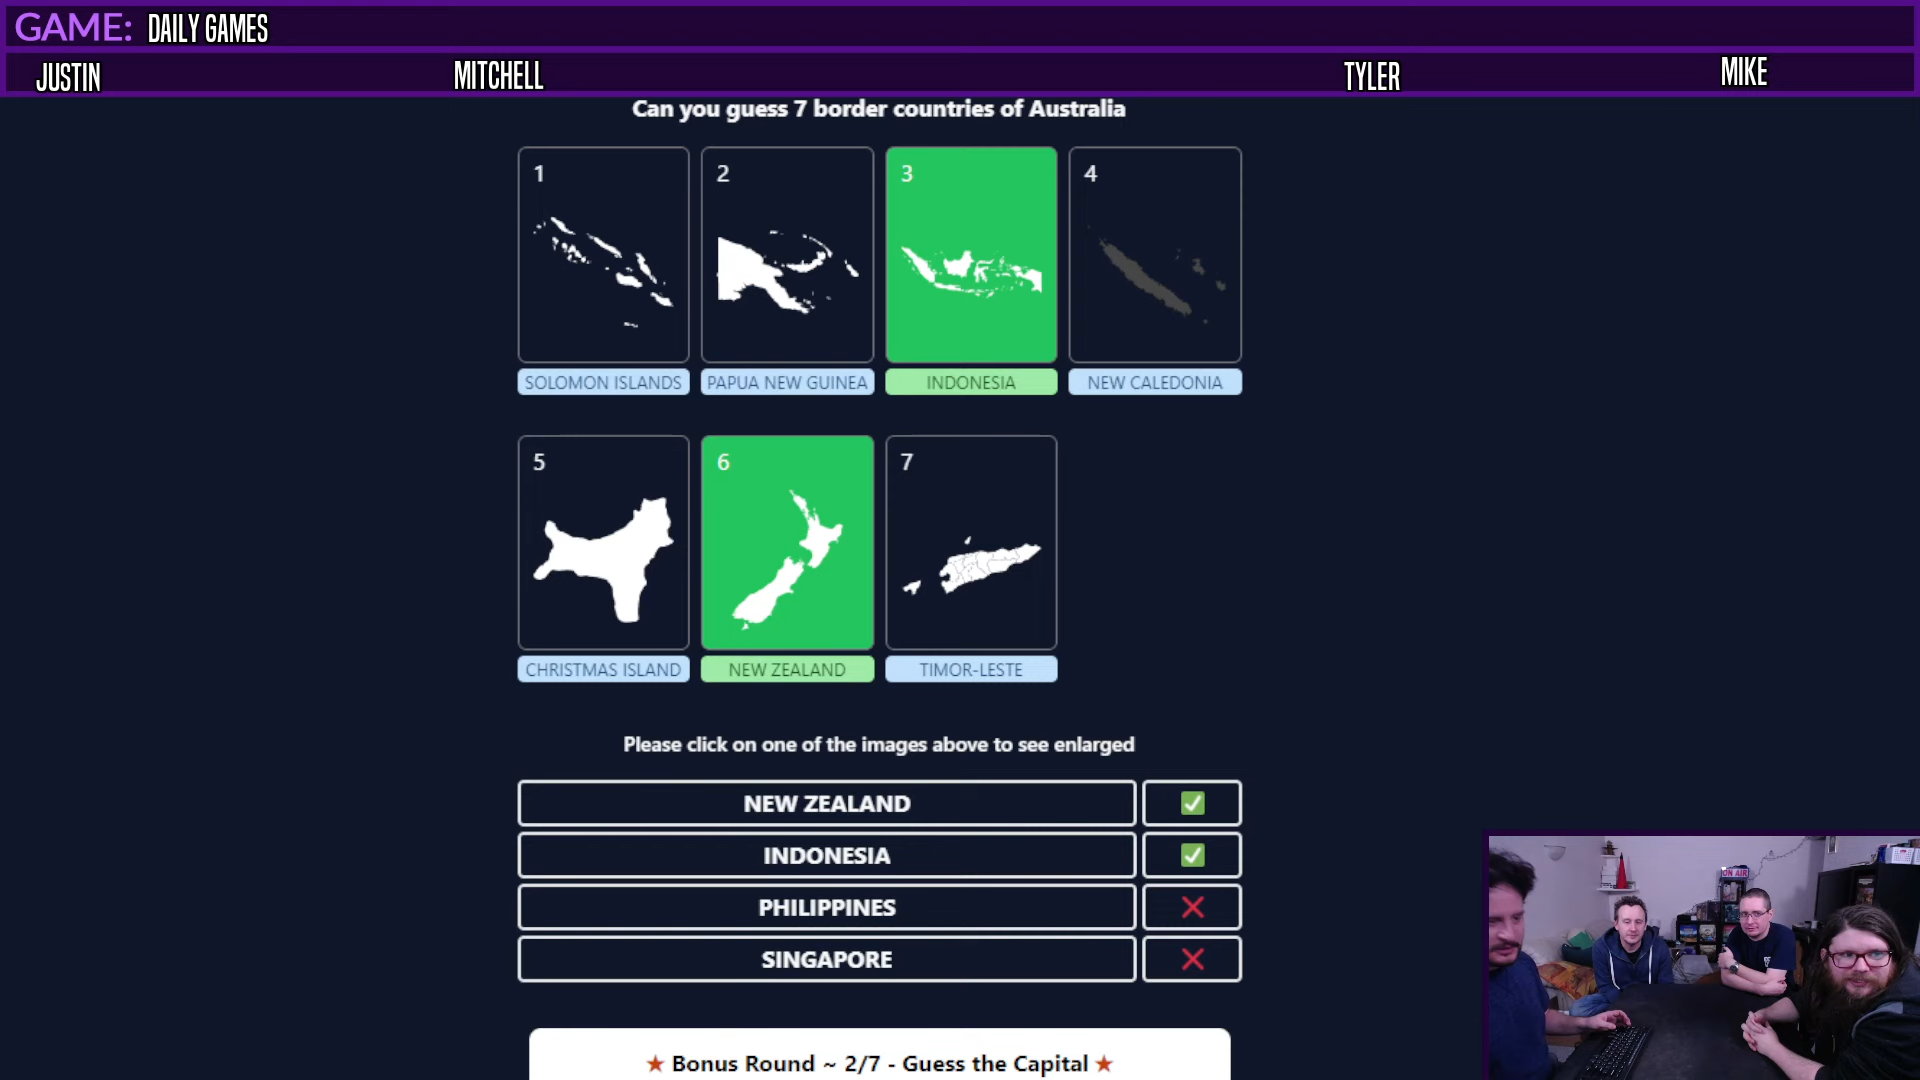 GAME: DAILY GAMES
JUSTIN MITCHELL TYLER MIKE
Can you guess 7 border countries of Australia
1 2 3 4
SOLOMON ISLANDS PAPUA NEW GUINEA INDONESIA NEW CALEDONIA
5 6 7
CHRISTMAS ISLAND NEW ZEALAND TIMOR-LESTE
Please click on one of the images above to see enlarged
NEW ZEALAND
INDONESIA
PHILIPPINES
SINGAPORE
ON AIR
★ Bonus Round ~ 2/7 - Guess the Capital ★